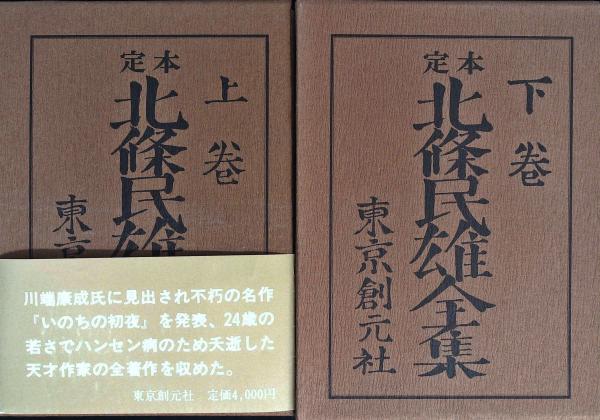 定本
北條民雄
上巻
東京
川端康成氏に見出され不朽の名作
『いのちの初夜』を発表、24歳の
若さでハンセン病のため夭逝した
天才作家の全著作を収めた。
東京創元社 定価4,000円
定本
北條民雄全集
下巻
東京創元社